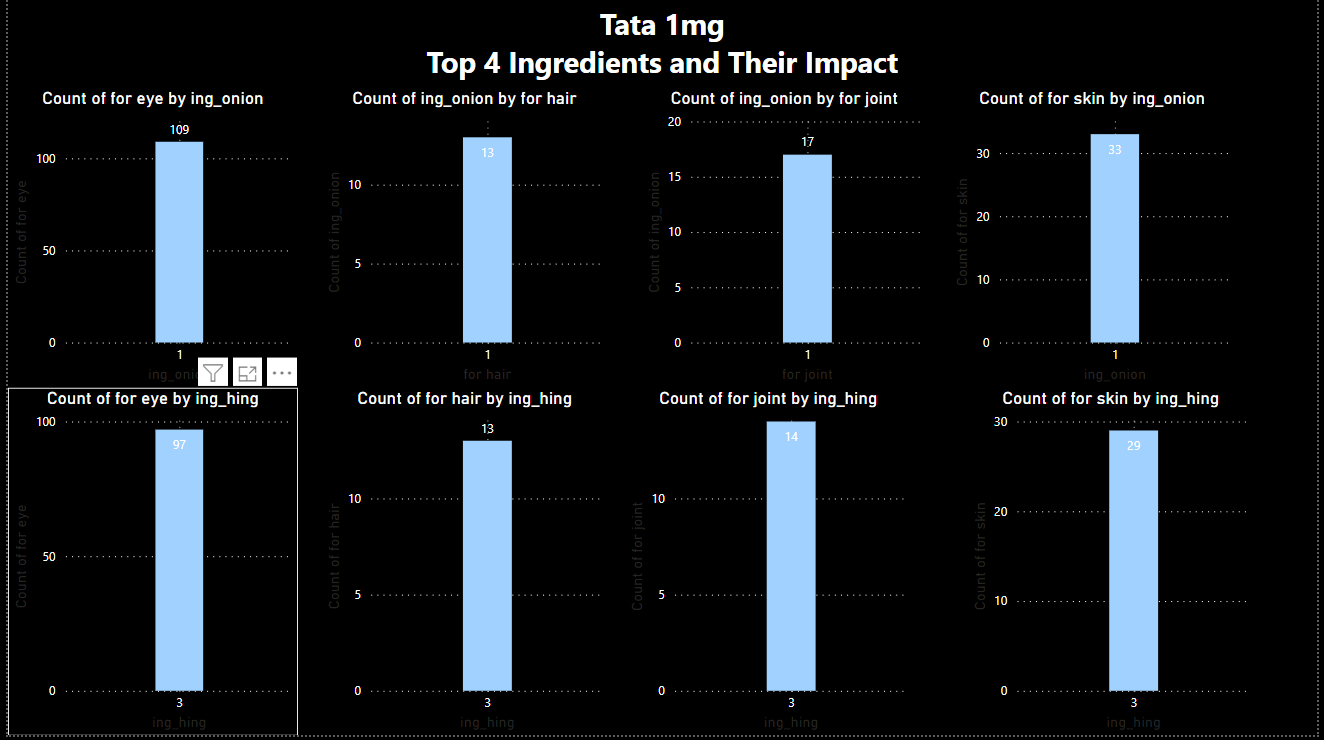 Tata 1mg
Top 4 Ingredients and Their Impact
Count of for eye by ing_onion
109
100
50
0
Count of for eye
1
ing_onio
Count of ing_onion by for hair
13
10
5
0
Count of ing_onion
1
for hair
Count of ing_onion by for joint
20
17
15
10
5
0
Count of ing_onion
1
for joint
Count of for skin by ing_onion
33
30
20
10
0
Count of for skin
1
ing_onion
Count of for eye by ing_hing
100
97
50
0
Count of for eye
3
ing_hing
Count of for hair by ing_hing
13
10
5
0
Count of for hair
3
ing_hing
Count of for joint by ing_hing
14
10
5
0
Count of for joint
3
ing_hing
Count of for skin by ing_hing
30
29
20
10
0
Count of for skin
3
ing_hing